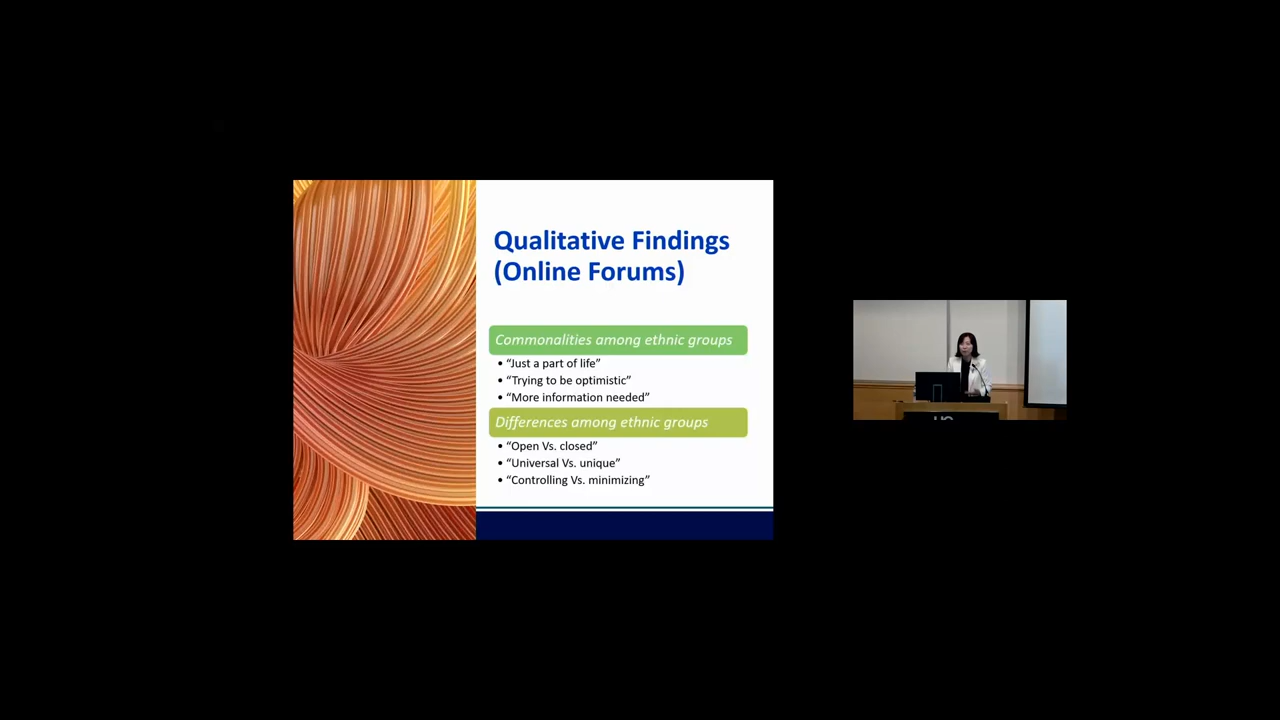 Qualitative Findings
(Online Forums)
Commonalities among ethnic groups
• “Just a part of life”
• “Trying to be optimistic”
• “More information needed”
Differences among ethnic groups
• “Open Vs. closed”
• “Universal Vs. unique”
• “Controlling Vs. minimizing”